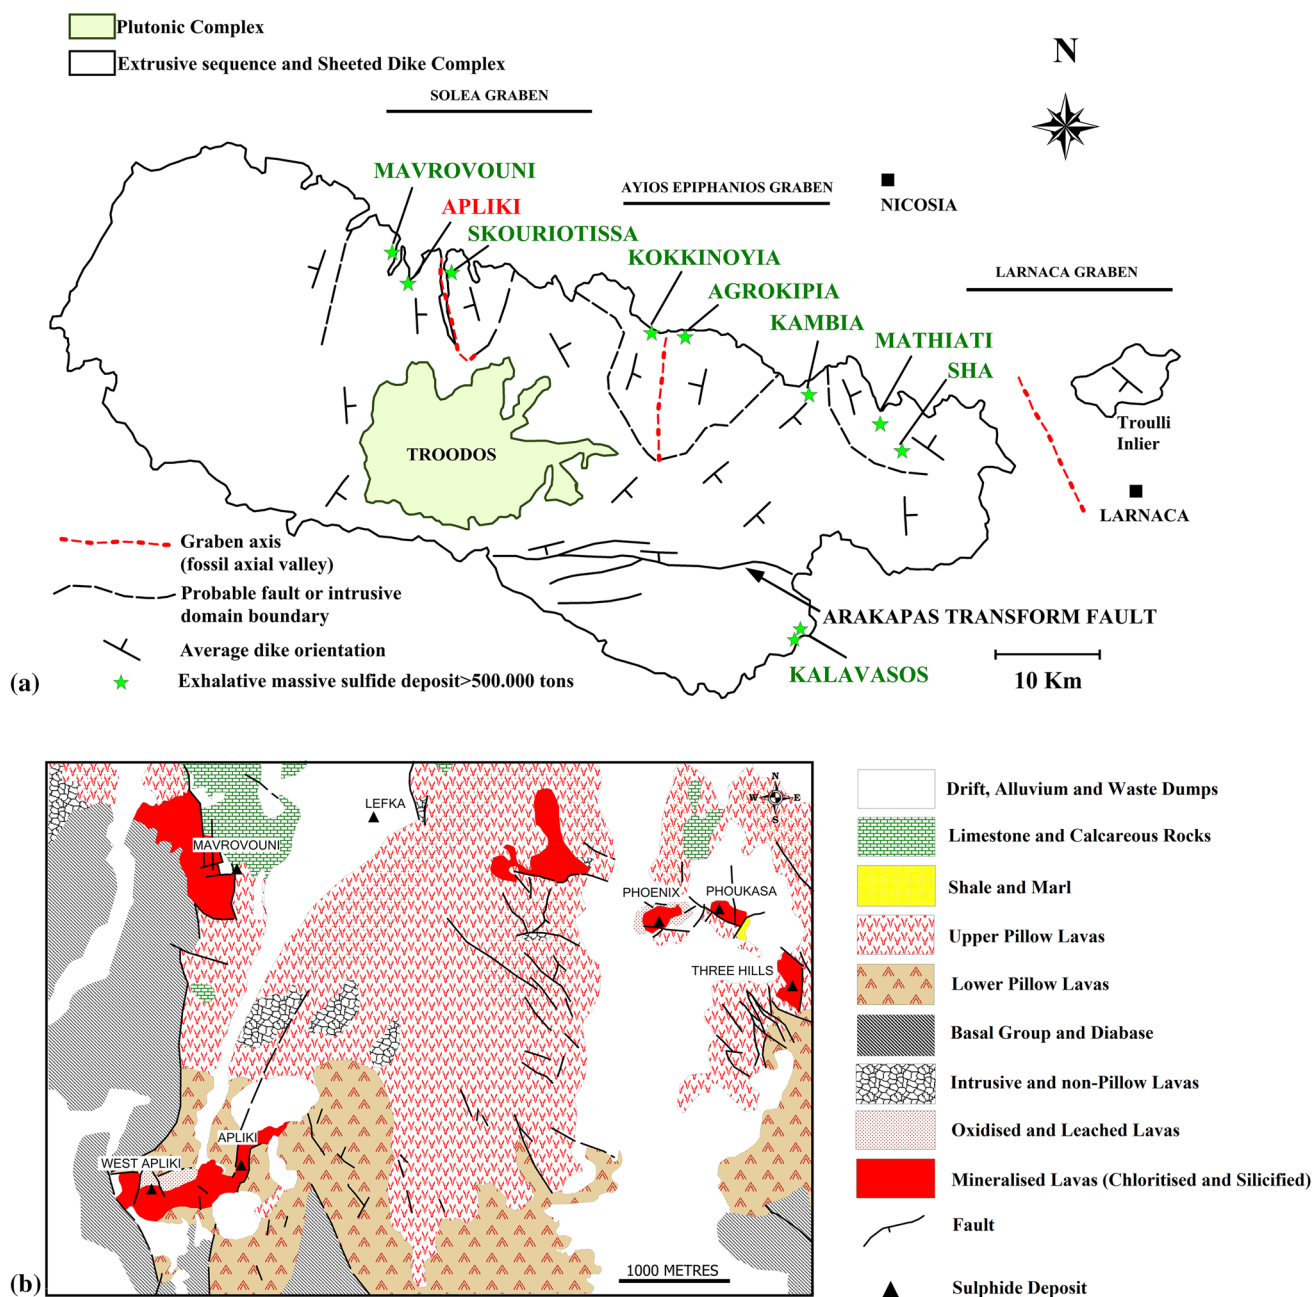 Plutonic Complex
Extrusive sequence and Sheeted Dike Complex
SOLEA GRABEN
N
MAVROVOUNI
APLIKI
SKOURIOTISSA
AYIOS EPIPHANIOS GRABEN
NICOSIA
KOKKINOYIA
AGROKIPIA
KAMBIA
LARNACA GRABEN
MATHIATI
SHA
Troulli
Inlier
TROODOS
LARNACA
Graben axis
(fossil axial valley)
Probable fault or intrusive
domain boundary
ARAKAPAS TRANSFORM FAULT
Average dike orientation
KALAVASOS
Exhalative massive sulfide deposit>500.000 tons
10 Km
(a)
N
W E
S
LEFKA
MAVROVOUNI
PHOENIX
PHOUKASA
THREE HILLS
APLIKI
WEST APLIKI
1000 METRES
(b)
Drift, Alluvium and Waste Dumps
Limestone and Calcareous Rocks
Shale and Marl
Upper Pillow Lavas
Lower Pillow Lavas
Basal Group and Diabase
Intrusive and non-Pillow Lavas
Oxidised and Leached Lavas
Mineralised Lavas (Chloritised and Silicified)
Fault
Sulphide Deposit